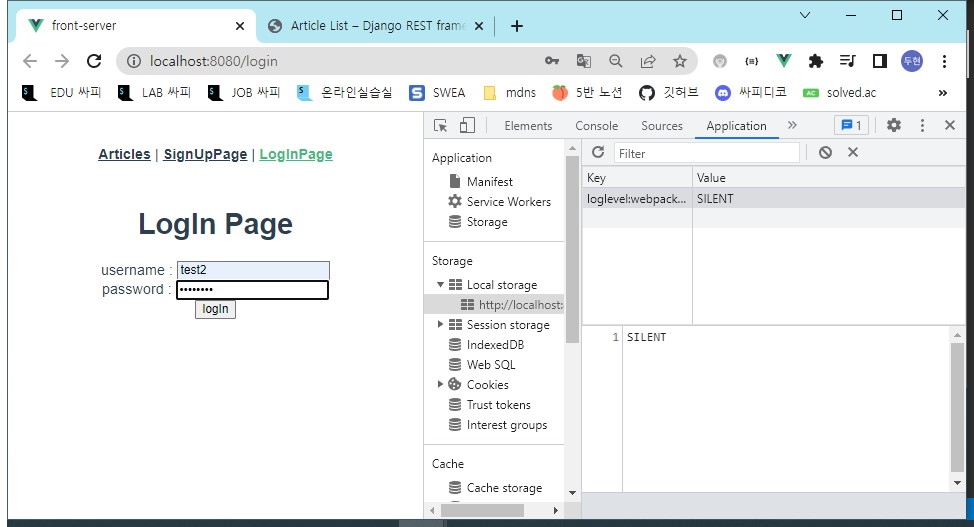 front-server
Article List – Django REST frame
localhost:8080/login
두현
EDU 싸피
LAB 싸피
JOB 싸피
온라인실습실
SWEA
mdns
5반 노션
깃허브
싸피디코
AC solved.ac
»
Articles | SignUpPage | LogInPage
LogIn Page
username : test2
password : ••••••••
logIn
Elements
Console
Sources
Application
»
1
Application
Manifest
Service Workers
Storage
Storage
Local storage
http://localhost:
Session storage
IndexedDB
Web SQL
Cookies
Trust tokens
Interest groups
Cache
Cache storage
Filter
Key Value
loglevel:webpack... SILENT
1 SILENT